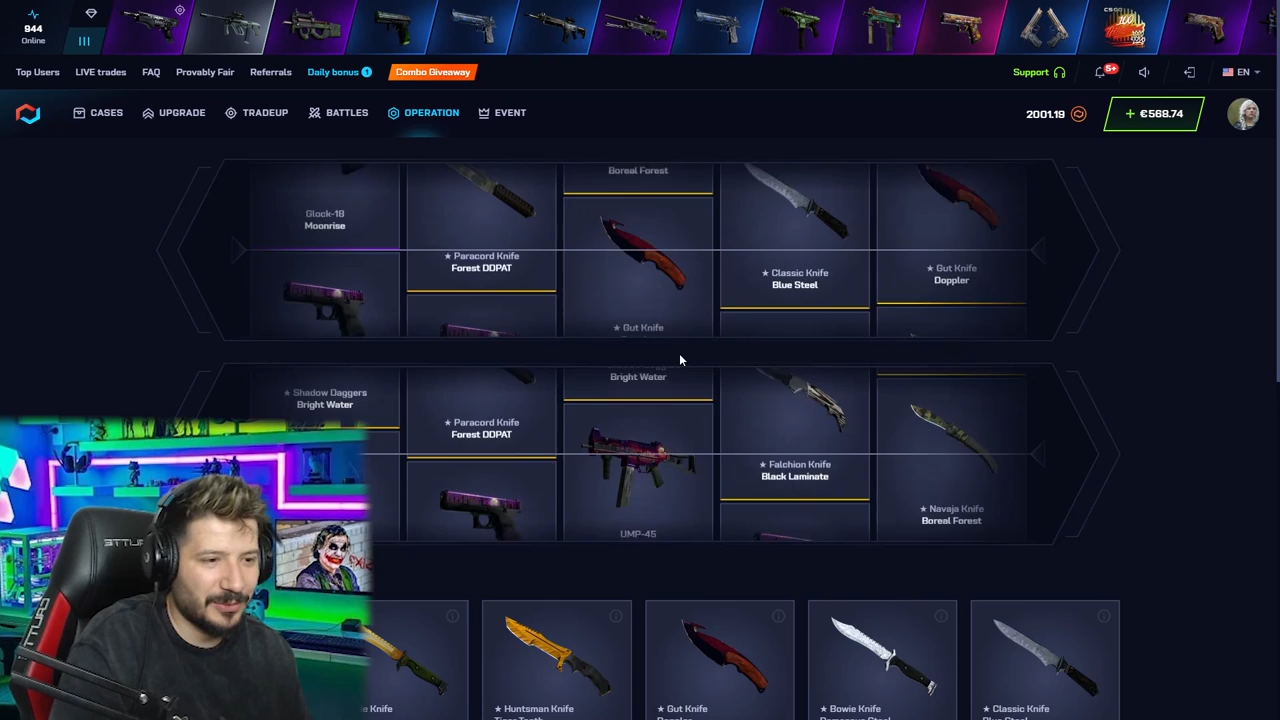 944
Online
CS:GO
100
Top Users
LIVE trades
FAQ
Provably Fair
Referrals
Daily bonus 1
Combo Giveaway
Support
5+
EN
CASES
UPGRADE
TRADEUP
BATTLES
OPERATION
EVENT
2001.19
+ €568.74
Glock-18
Moonrise
★ Paracord Knife
Forest DDPAT
Boreal Forest
★ Gut Knife
★ Classic Knife
Blue Steel
★ Gut Knife
Doppler
★ Shadow Daggers
Bright Water
★ Paracord Knife
Forest DDPAT
Bright Water
UMP-45
★ Falchion Knife
Black Laminate
★ Navaja Knife
Boreal Forest
Knife
★ Huntsman Knife
★ Gut Knife
★ Bowie Knife
★ Classic Knife